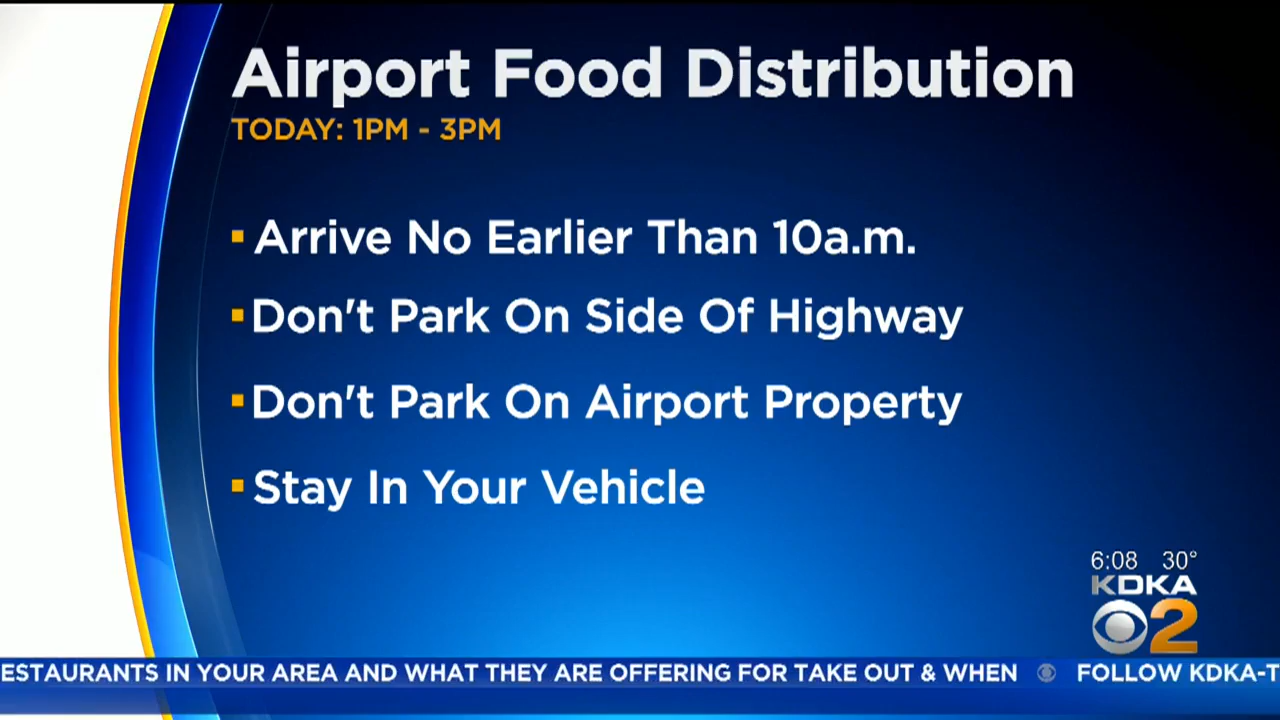 Airport Food Distribution
TODAY: 1PM - 3PM
Arrive No Earlier Than 10a.m.
Don't Park On Side Of Highway
Don't Park On Airport Property
Stay In Your Vehicle
6:08 30°
KDKA
2
ESTAURANTS IN YOUR AREA AND WHAT THEY ARE OFFERING FOR TAKE OUT & WHEN FOLLOW KDKA-T